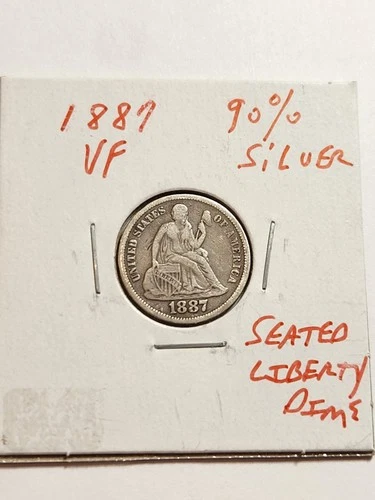 1887 90%
VF SiLVER
UNITED STATES OF AMERICA
1887
SEATED
LIBERTY
DiME